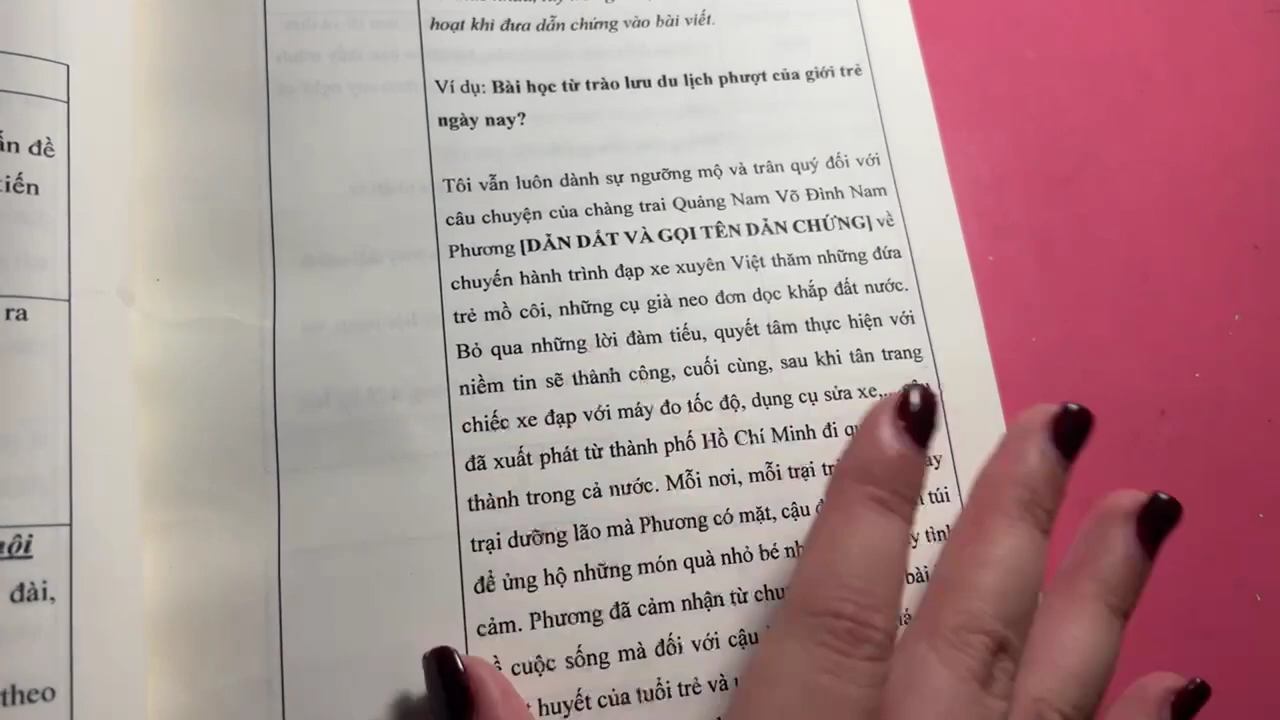 ấn đề
tiến
ra
đài,
theo
hoạt khi đưa dẫn chứng vào bài viết.
Ví dụ: Bài học từ trào lưu du lịch phượt của giới trẻ
ngày nay?
Tôi vẫn luôn dành sự ngưỡng mộ và trân quý đối với
câu chuyện của chàng trai Quảng Nam Võ Đình Nam
Phương [DẪN DẮT VÀ GỌI TÊN DẪN CHỨNG] về
chuyến hành trình đạp xe xuyên Việt thăm những đứa
trẻ mồ côi, những cụ già neo đơn dọc khắp đất nước.
Bỏ qua những lời đàm tiếu, quyết tâm thực hiện với
niềm tin sẽ thành công, cuối cùng, sau khi tân trang
chiếc xe đạp với máy đo tốc độ, dụng cụ sửa xe,...
đã xuất phát từ thành phố Hồ Chí Minh đi
thành trong cả nước. Mỗi nơi, mỗi trại
trại dưỡng lão mà Phương có mặt, cậu túi
để ủng hộ những món quà nhỏ bé
cảm. Phương đã cảm nhận từ bài
cuộc sống mà đối với cậu
huyết của tuổi trẻ và